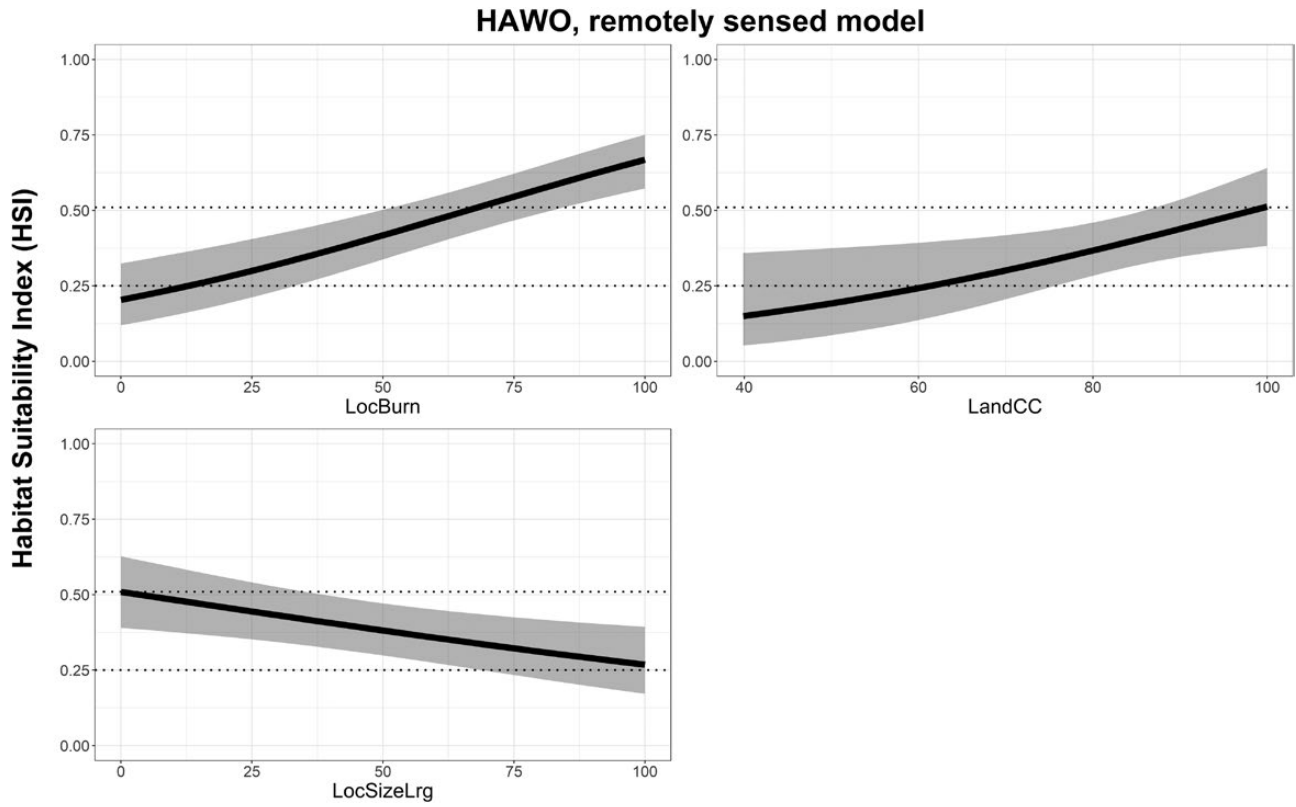 HAWO, remotely sensed model
Habitat Suitability Index (HSI)
1.00
0.75
0.50
0.25
0.00
0 25 50 75 100
LocBurn
1.00
0.75
0.50
0.25
0.00
40 60 80 100
LandCC
1.00
0.75
0.50
0.25
0.00
0 25 50 75 100
LocSizeLrg